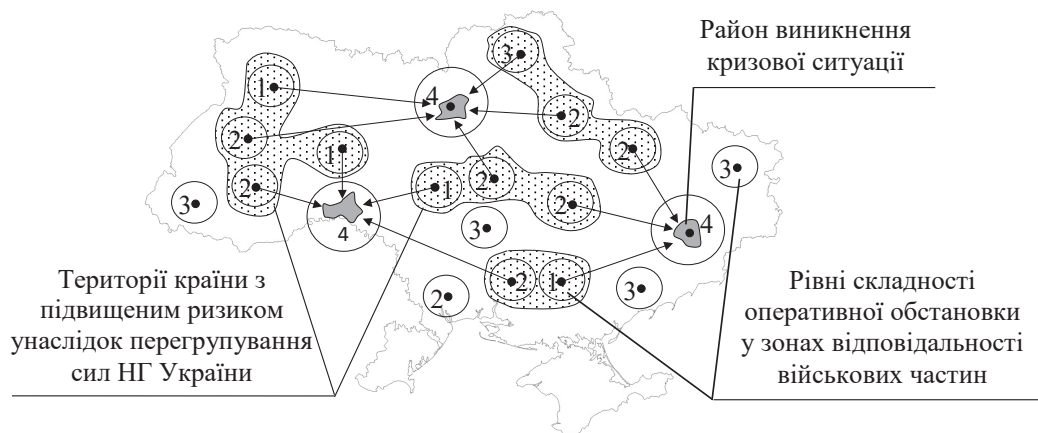 Район виникнення
кризової ситуації
3
4
1
2
2
2
1
3
2
1
2
2
3
4
3
4
2
1
3
2
Території країни з
підвищеним ризиком
унаслідок перегрупування
сил НГ України
Рівні складності
оперативної обстановки
у зонах відповідальності
військових частин